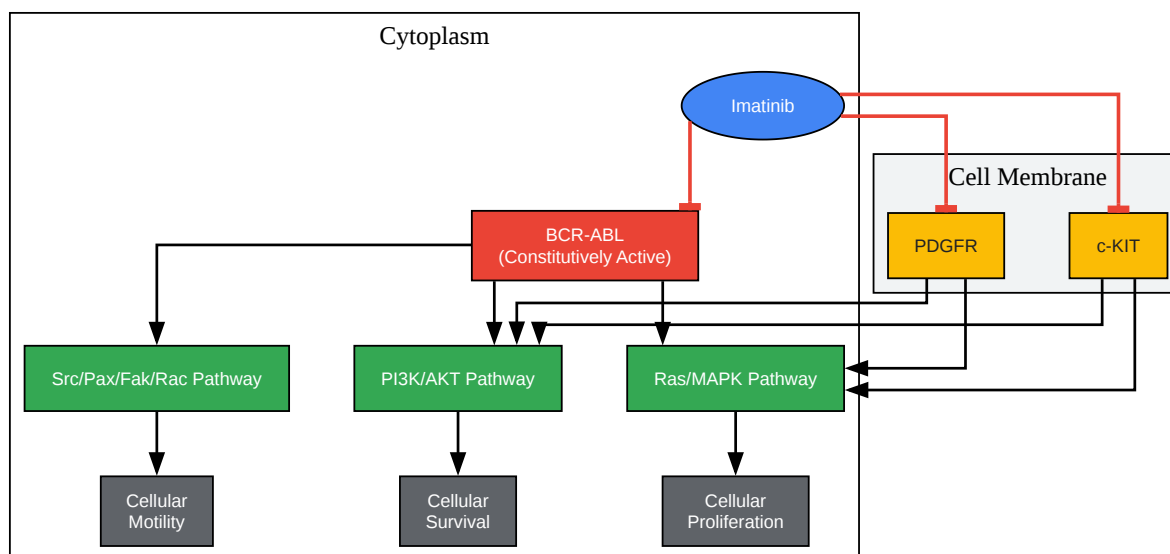 Cytoplasm
Imatinib
Cell Membrane
BCR-ABL
(Constitutively Active)
PDGFR
c-KIT
Src/Pax/Fak/Rac Pathway
PI3K/AKT Pathway
Ras/MAPK Pathway
Cellular
Motility
Cellular
Survival
Cellular
Proliferation